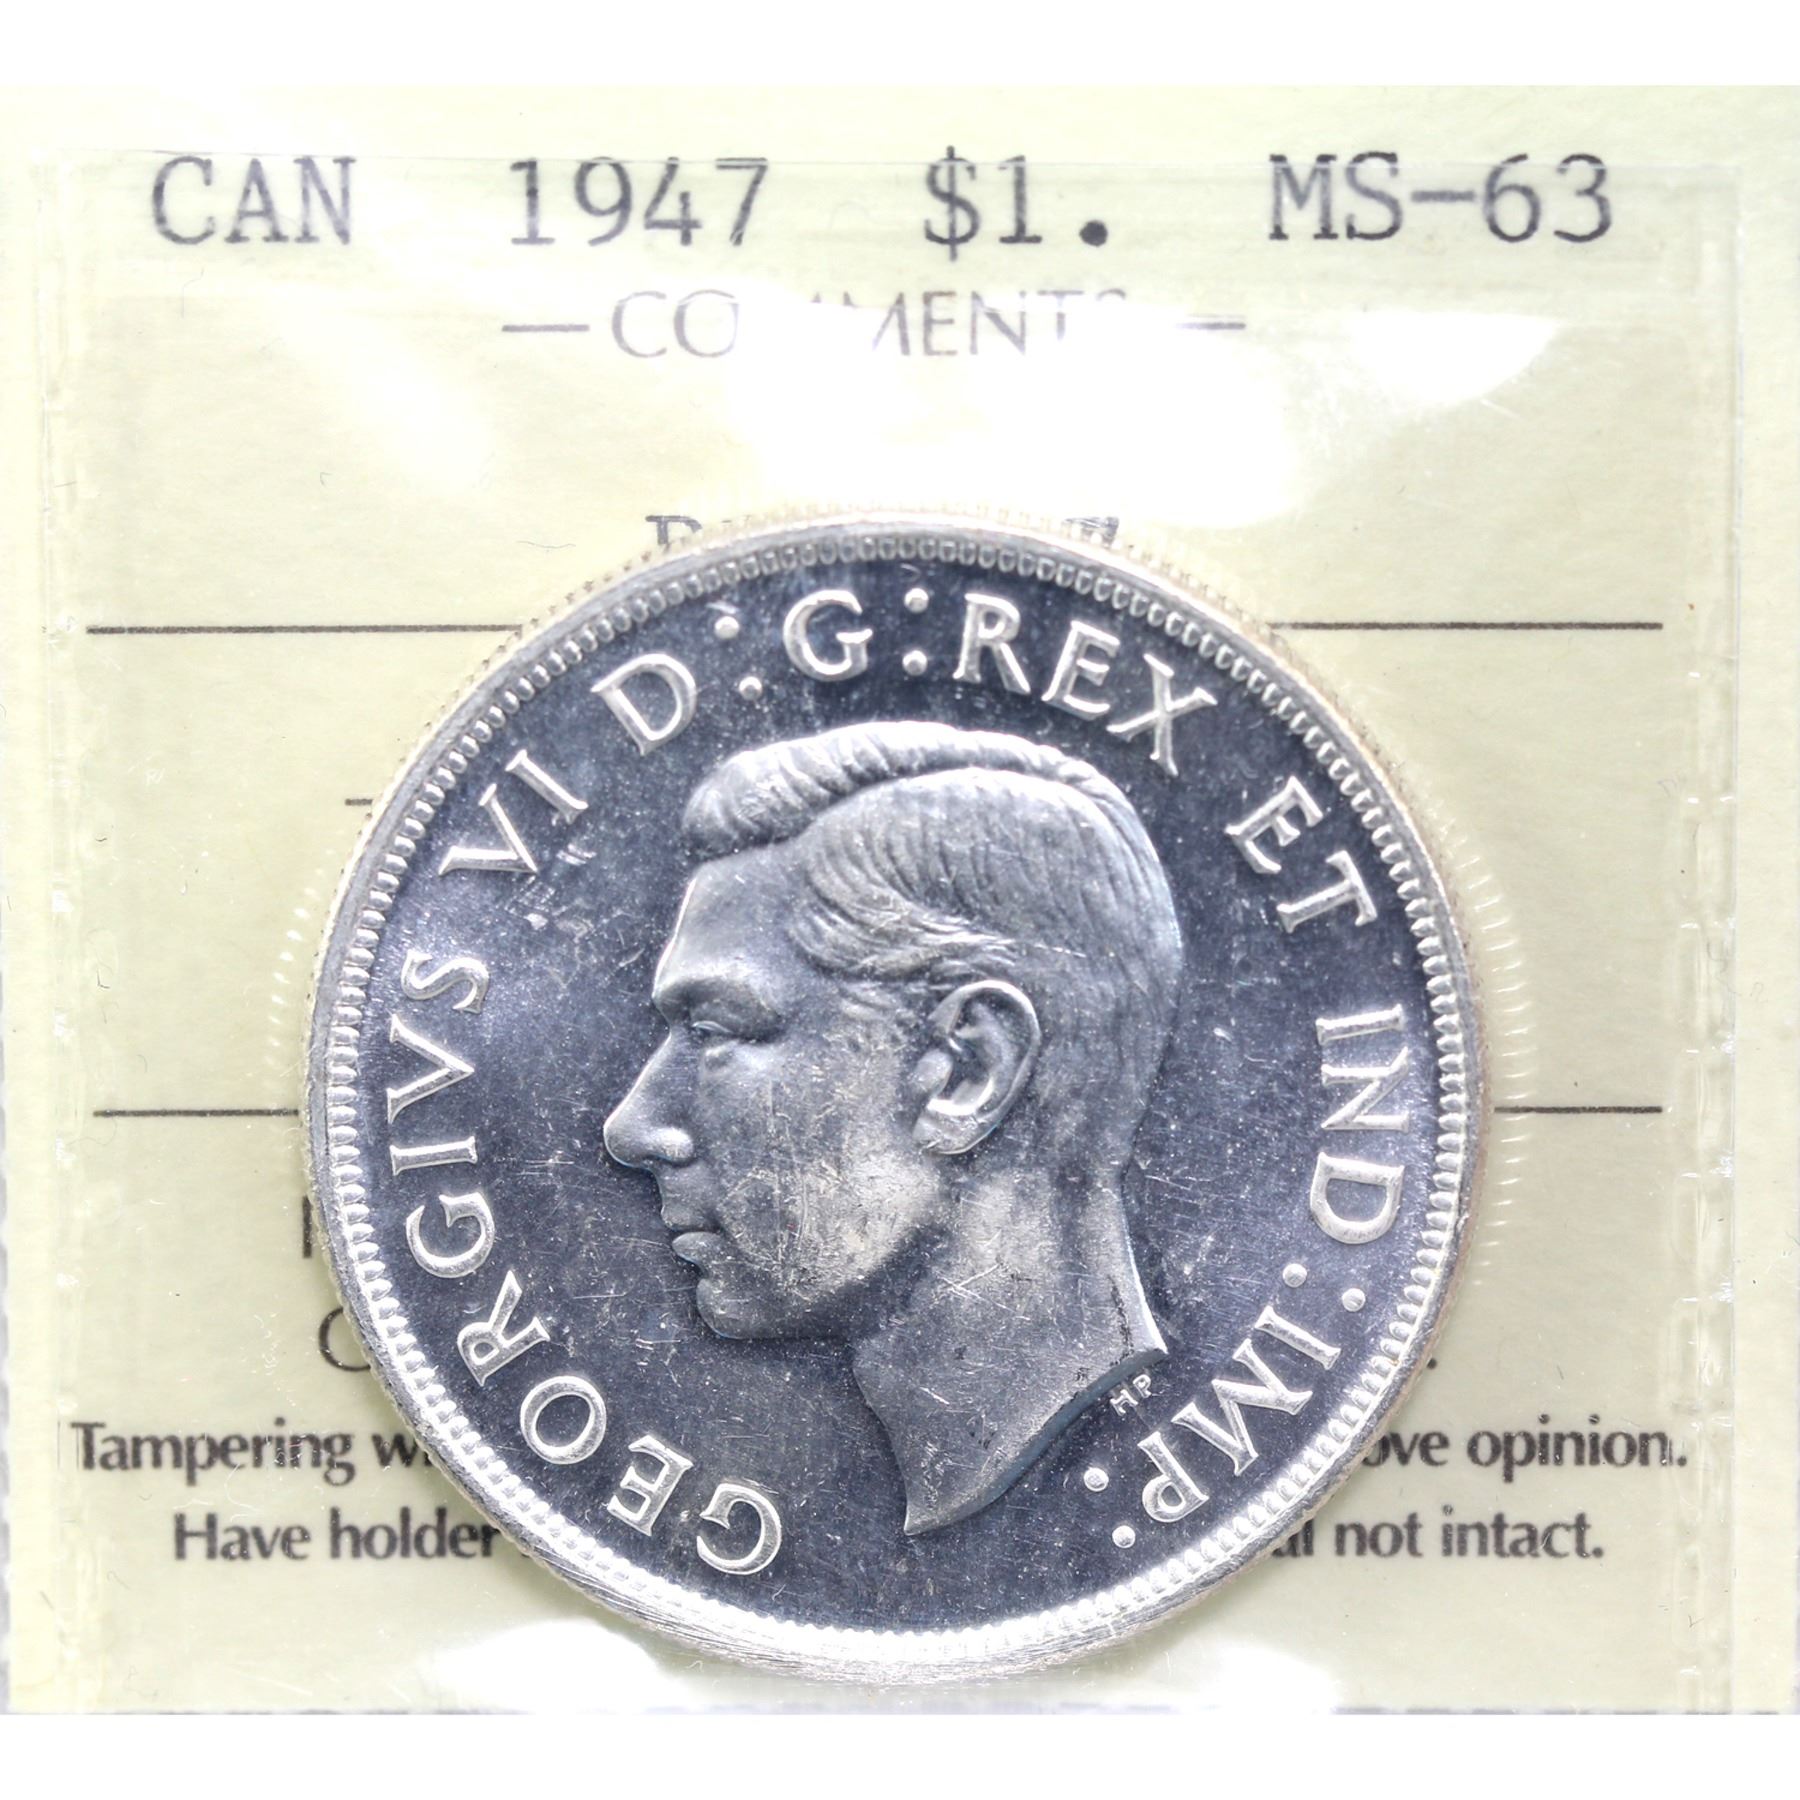 CAN 1947 $1. MS-63
GEORGIVS VI D:G:REX ET IND:IMP:
HP
Tampering
ove opinion.
Have holder
not intact.